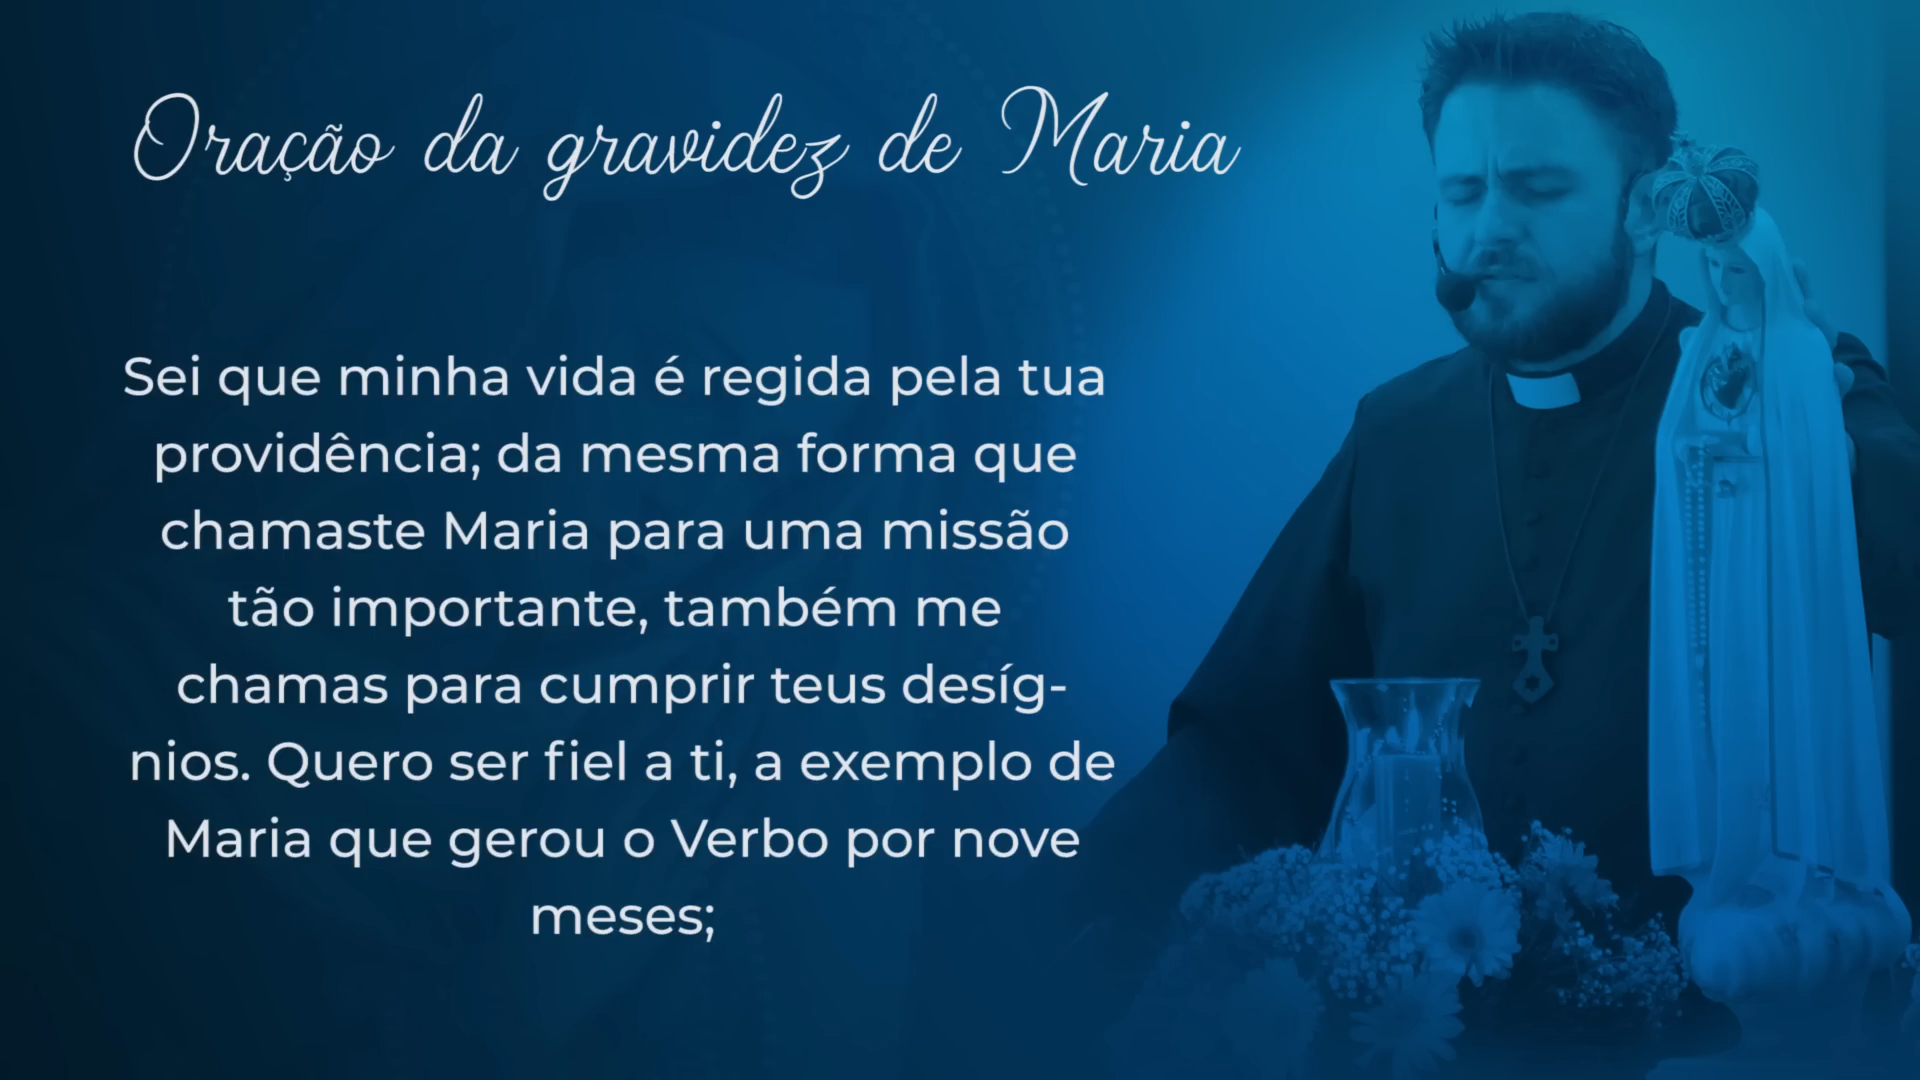 Oração da gravidez de Maria
Sei que minha vida é regida pela tua
providência; da mesma forma que
chamaste Maria para uma missão
tão importante, também me
chamas para cumprir teus desíg-
nios. Quero ser fiel a ti, a exemplo de
Maria que gerou o Verbo por nove
meses;